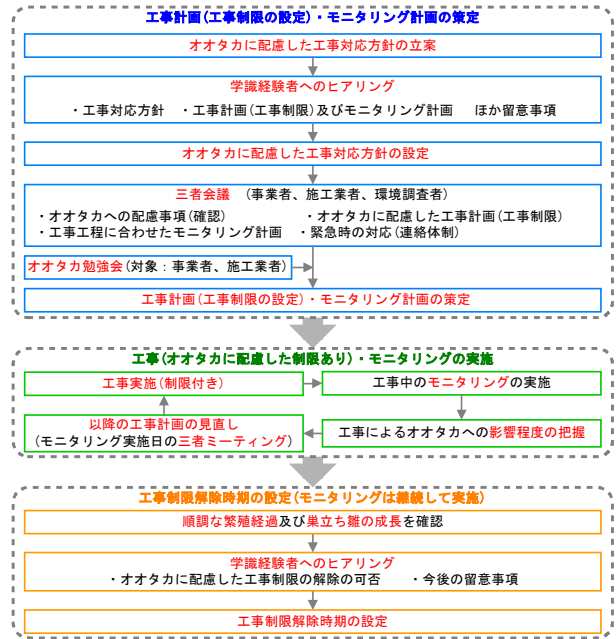 工事計画(工事制限の設定)・モニタリング計画の策定
オオタカに配慮した工事対応方針の立案
学識経験者へのヒアリング
・工事対応方針　・工事計画(工事制限)及びモニタリング計画　ほか留意事項
オオタカに配慮した工事対応方針の設定
三者会議　(事業者、施工業者、環境調査者)
・オオタカへの配慮事項(確認)　・オオタカに配慮した工事計画(工事制限)
・工事工程に合わせたモニタリング計画　・緊急時の対応(連絡体制)
オオタカ勉強会(対象：事業者、施工業者)
工事計画(工事制限の設定)・モニタリング計画の策定
工事(オオタカに配慮した制限あり)・モニタリングの実施
工事実施(制限付き)
工事中のモニタリングの実施
以降の工事計画の見直し
(モニタリング実施日の三者ミーティング)
工事によるオオタカへの影響程度の把握
工事制限解除時期の設定(モニタリングは継続して実施)
順調な繁殖経過及び巣立ち雛の成長を確認
学識経験者へのヒアリング
・オオタカに配慮した工事制限の解除の可否　・今後の留意事項
工事制限解除時期の設定